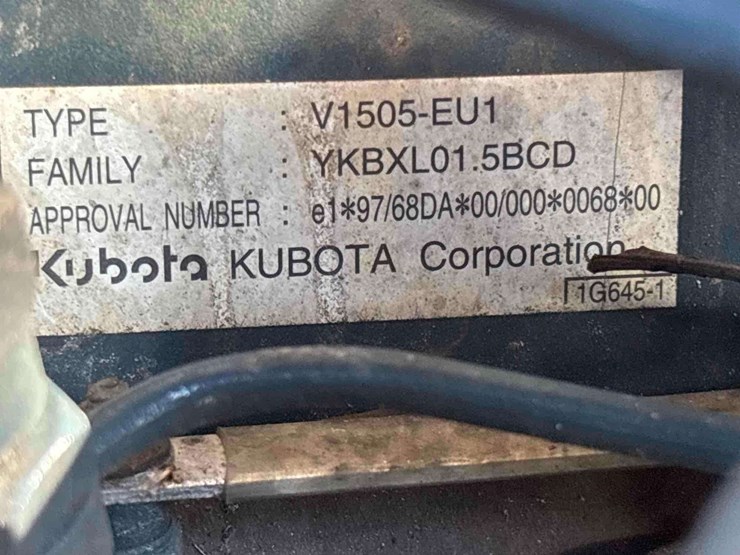 TYPE : V1505-EU1
FAMILY : YKBXL01.5BCD
APPROVAL NUMBER : e1*97/68DA*00/000*0068*00
Kubota KUBOTA Corporation
1G645-1